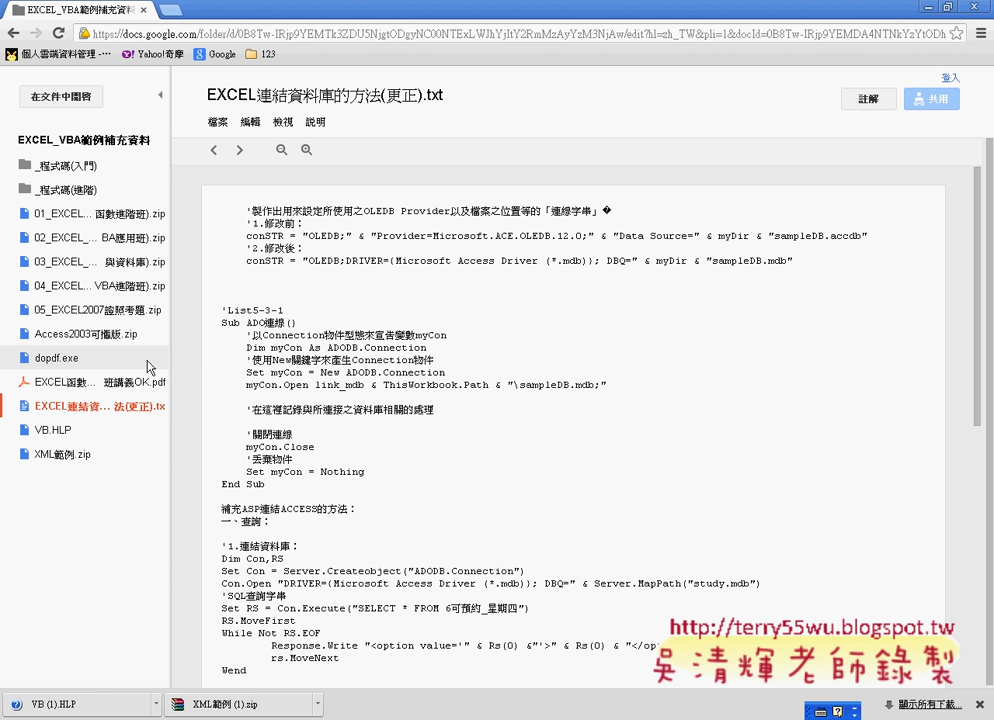 EXCEL_VBA範例補充資料
https://docs.google.com/folder/d/0B8Tw-IRjp9YEMTk3ZDU5NjgtODgyNC00NTExLWJhYjItY2RmMzAyYzM3NjAw/edit?hl=zh_TW&pli=1&docId=0B8Tw-IRjp9YEMDA4NTNkYzYtODh
個人雲端資料管理 -… Yahoo!奇摩 Google 123
登入
在文件中開啓
EXCEL連結資料庫的方法(更正).txt
註解 共用
檔案 編輯 檢視 說明
EXCEL_VBA範例補充資料
_程式碼(入門)
_程式碼(進階)
01_EXCEL... 函數進階班).zip
02_EXCEL_... BA應用班).zip
03_EXCEL_... 與資料庫).zip
04_EXCEL... VBA進階班).zip
05_EXCEL2007證照考題.zip
Access2003可攜版.zip
dopdf.exe
EXCEL函數... 班講義OK.pdf
EXCEL連結資... 法(更正).tx
VB.HLP
XML範例.zip
'製作出用來設定所使用之OLEDB Provider以及檔案之位置等的「連線字串」�
'1.修改前：
conSTR = "OLEDB;" & "Provider=Microsoft.ACE.OLEDB.12.0;" & "Data Source=" & myDir & "sampleDB.accdb"
'2.修改後：
conSTR = "OLEDB;DRIVER={Microsoft Access Driver (*.mdb)}; DBQ=" & myDir & "sampleDB.mdb"
'List5-3-1
Sub ADO連線()
'以Connection物件型態來宣告變數myCon
Dim myCon As ADODB.Connection
'使用New關鍵字來產生Connection物件
Set myCon = New ADODB.Connection
myCon.Open link_mdb & ThisWorkbook.Path & "\sampleDB.mdb;"
'在這裡記錄與所連接之資料庫相關的處理
'關閉連線
myCon.Close
'丟棄物件
Set myCon = Nothing
End Sub
補充ASP連結ACCESS的方法：
一、查詢：
'1.連結資料庫：
Dim Con,RS
Set Con = Server.Createobject("ADODB.Connection")
Con.Open "DRIVER={Microsoft Access Driver (*.mdb)}; DBQ=" & Server.MapPath("study.mdb")
'SQL查詢字串
Set RS = Con.Execute("SELECT * FROM 6可預約_星期四")
RS.MoveFirst
While Not RS.EOF
Response.Write "<option value='" & Rs(0) &"'>" & Rs(0) & "</op
rs.MoveNext
Wend
http://terry55wu.blogspot.tw
吳清輝老師錄製
VB (1).HLP XML範例 (1).zip 顯示所有下載...